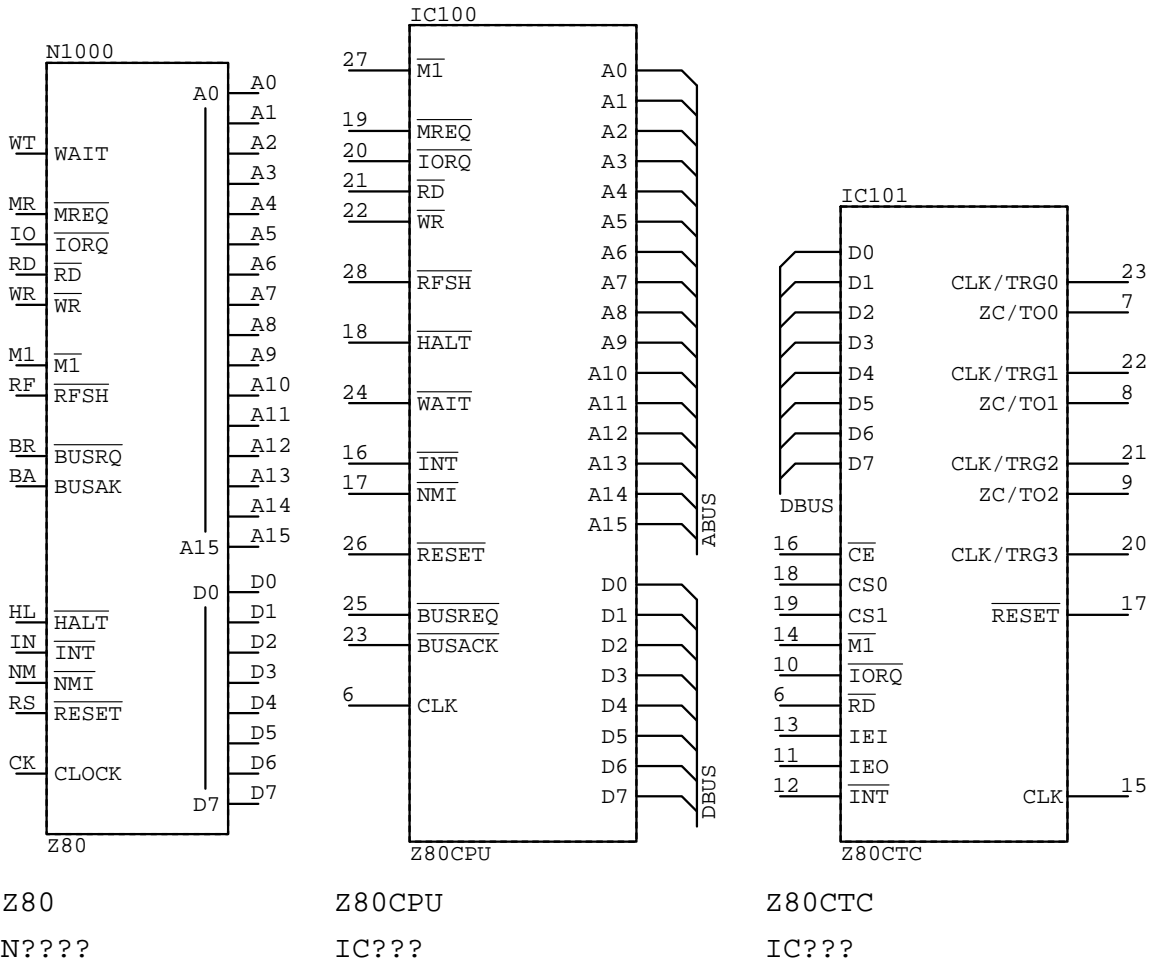 N1000
A0
A0
A1
WT
WAIT
A2
A3
MR
MREQ
A4
IO
IORQ
A5
RD
RD
A6
WR
WR
A7
A8
M1
M1
A9
RF
RFSH
A10
A11
BR
BUSRQ
A12
BA
BUSAK
A13
A14
A15
A15
D0
D0
HL
HALT
D1
IN
INT
D2
NM
NMI
D3
RS
RESET
D4
D5
CK
CLOCK
D6
D7
D7
Z80
Z80
N????
IC100
27
M1
A0
A1
19
MREQ
A2
20
IORQ
A3
21
RD
A4
22
WR
A5
A6
28
RFSH
A7
A8
18
HALT
A9
A10
24
WAIT
A11
A12
16
INT
A13
17
NMI
A14
A15
ABUS
26
RESET
D0
25
BUSREQ
D1
23
BUSACK
D2
D3
6
CLK
D4
D5
D6
D7
DBUS
Z80CPU
Z80CPU
IC???
IC101
D0
D1
CLK/TRG0
23
D2
ZC/TO0
7
D3
D4
CLK/TRG1
22
D5
ZC/TO1
8
D6
D7
CLK/TRG2
21
ZC/TO2
9
DBUS
16
CE
CLK/TRG3
20
18
CS0
19
CS1
RESET
17
14
M1
10
IORQ
6
RD
13
IEI
11
IEO
12
INT
CLK
15
Z80CTC
Z80CTC
IC???